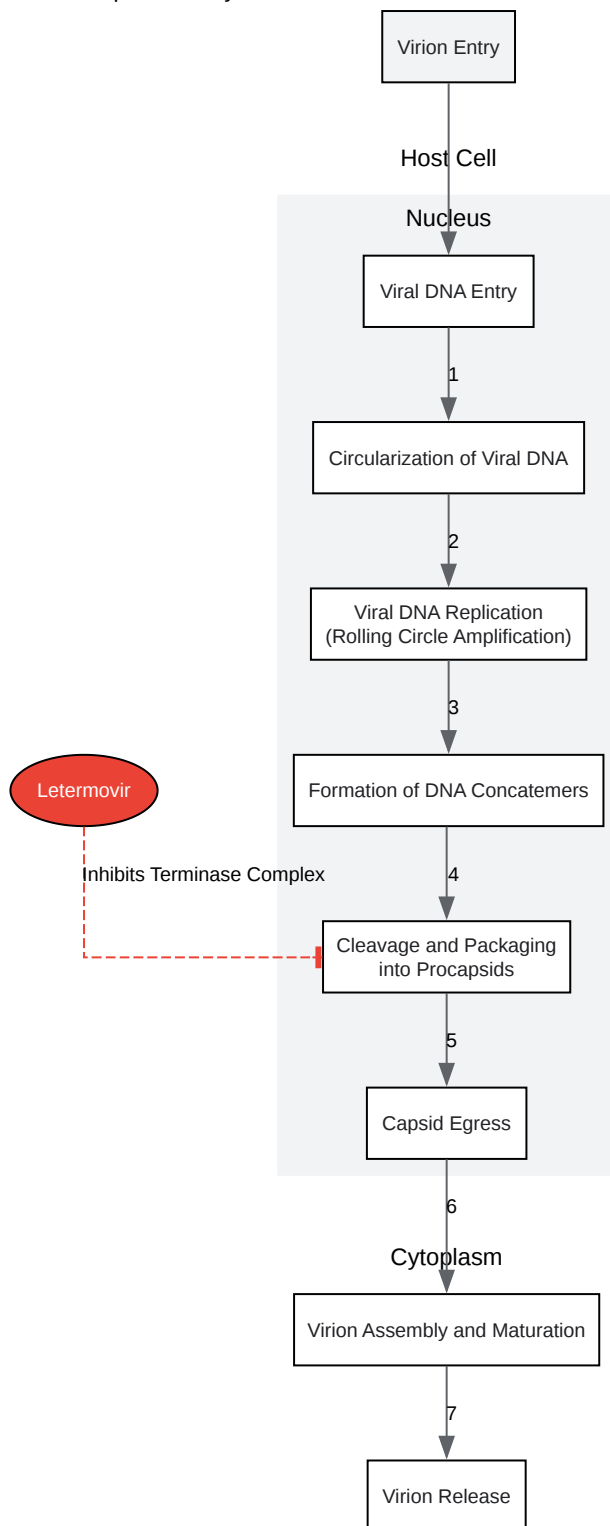 Virion Entry
Host Cell
Nucleus
Viral DNA Entry
1
Circularization of Viral DNA
2
Viral DNA Replication
(Rolling Circle Amplification)
3
Letermovir
Formation of DNA Concatemers
Inhibits Terminase Complex
4
Cleavage and Packaging
into Procapsids
5
Capsid Egress
6
Cytoplasm
Virion Assembly and Maturation
7
Virion Release